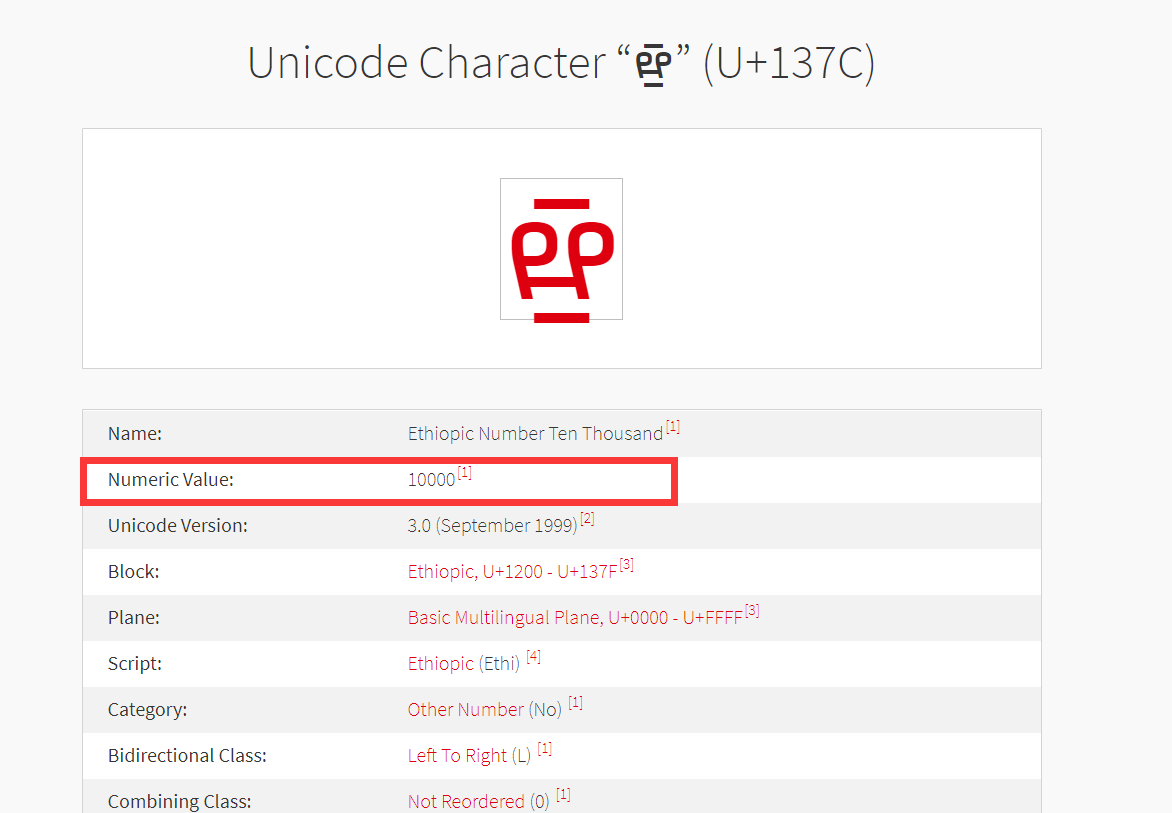 Unicode Character “፼” (U+137C)
፼
Name: Ethiopic Number Ten Thousand[1]
Numeric Value: 10000[1]
Unicode Version: 3.0 (September 1999)[2]
Block: Ethiopic, U+1200 - U+137F[3]
Plane: Basic Multilingual Plane, U+0000 - U+FFFF[3]
Script: Ethiopic (Ethi) [4]
Category: Other Number (No) [1]
Bidirectional Class: Left To Right (L) [1]
Combining Class: Not Reordered (0) [1]